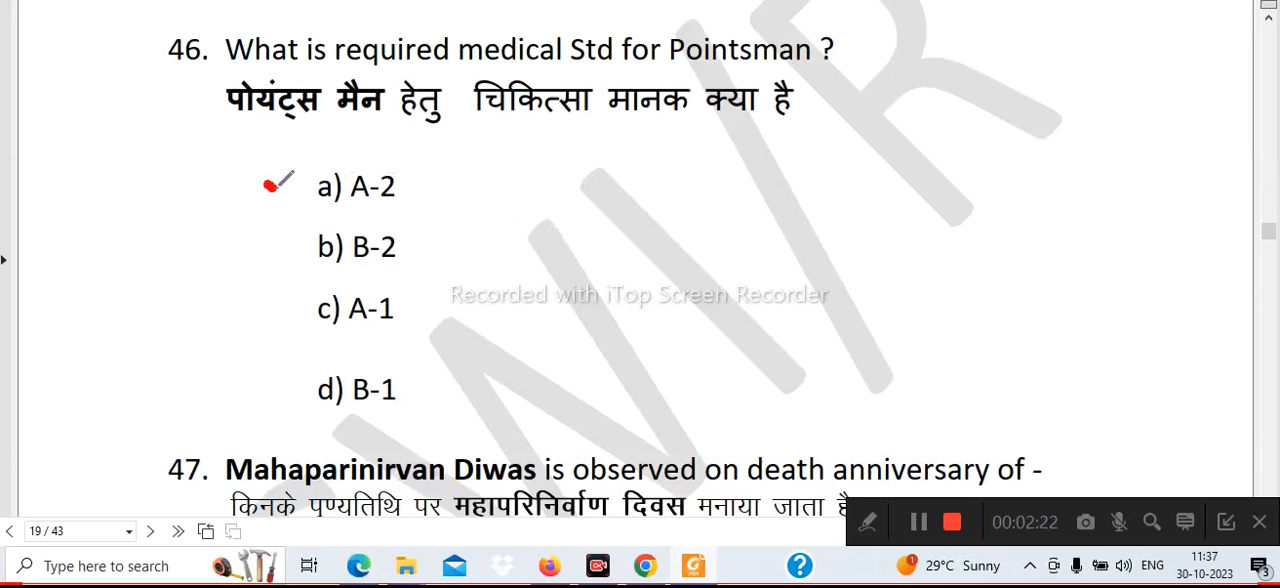 46. What is required medical Std for Pointsman ?
पोयंट्स मैन हेतु चिकित्सा मानक क्या है
a) A-2
b) B-2
Recorded with iTop Screen Recorder
c) A-1
d) B-1
47. Mahaparinirvan Diwas is observed on death anniversary of -
किनके पुण्यतिथि पर महापरिनिर्वाण दिवस मनाया जाता है
19 / 43
00:02:22
Type here to search
29°C Sunny
ENG
11:37
30-10-2023
3